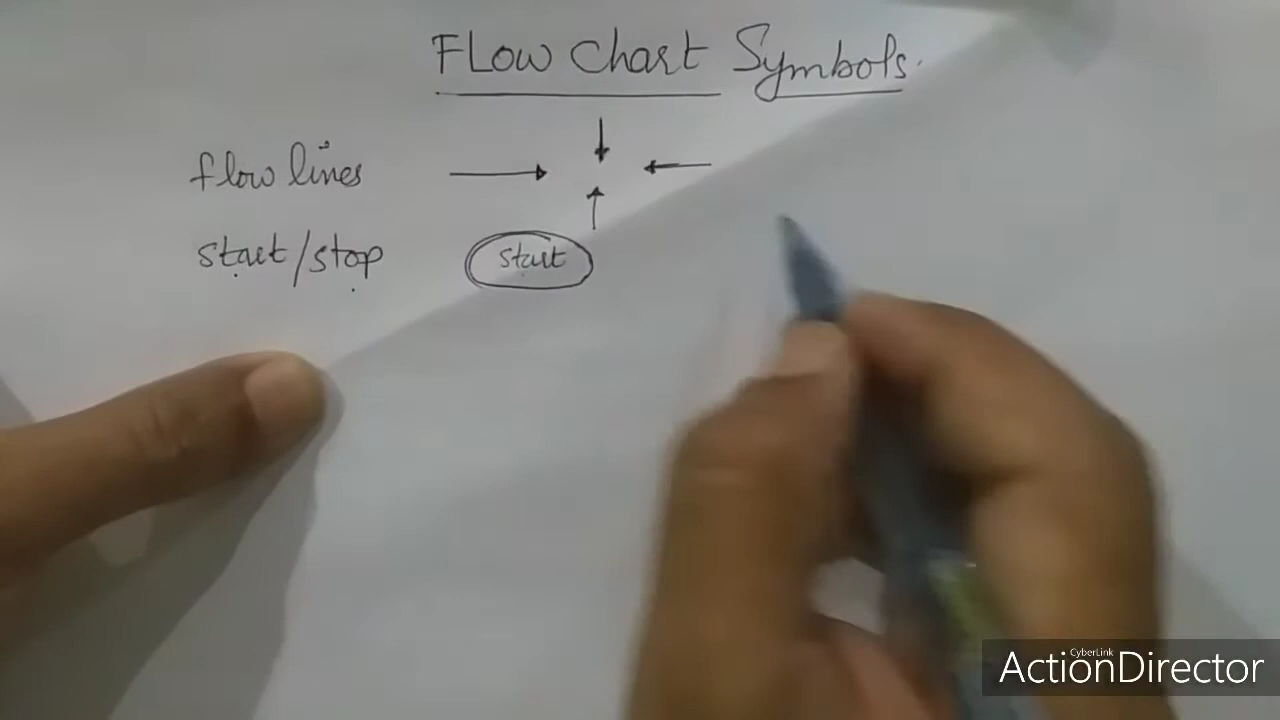 Flow Chart Symbols.
flow lines
start/stop
start
CyberLink
ActionDirector